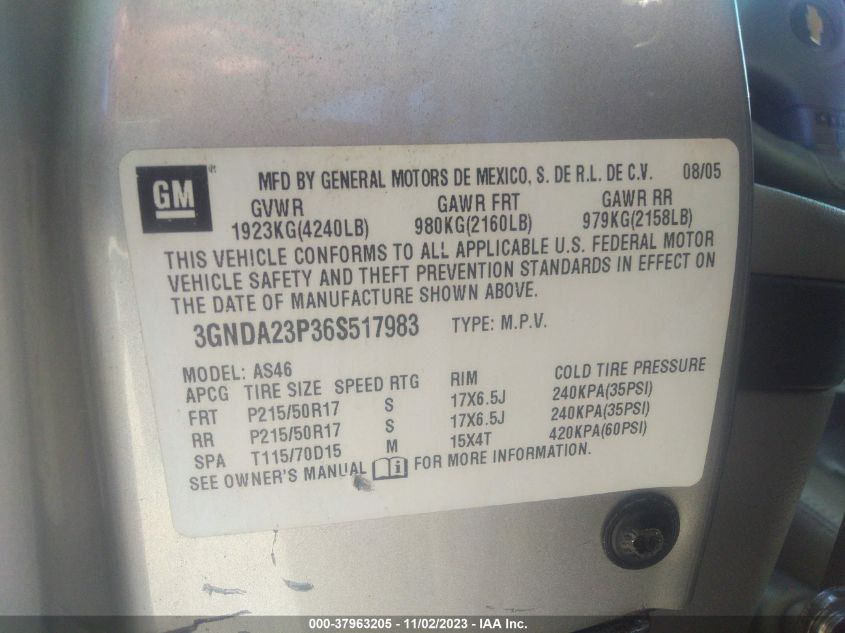 GM
MFD BY GENERAL MOTORS DE MEXICO, S. DE R.L. DE C.V. 08/05
GVWR GAWR FRT GAWR RR
1923KG(4240LB) 980KG(2160LB) 979KG(2158LB)
THIS VEHICLE CONFORMS TO ALL APPLICABLE U.S. FEDERAL MOTOR
VEHICLE SAFETY AND THEFT PREVENTION STANDARDS IN EFFECT ON
THE DATE OF MANUFACTURE SHOWN ABOVE.
3GNDA23P36S517983 TYPE: M.P.V.
MODEL: AS46
APCG TIRE SIZE SPEED RTG RIM COLD TIRE PRESSURE
FRT P215/50R17 S 17X6.5J 240KPA(35PSI)
RR P215/50R17 S 17X6.5J 240KPA(35PSI)
SPA T115/70D15 M 15X4T 420KPA(60PSI)
SEE OWNER'S MANUAL i FOR MORE INFORMATION.
000-37963205 - 11/02/2023 - IAA Inc.